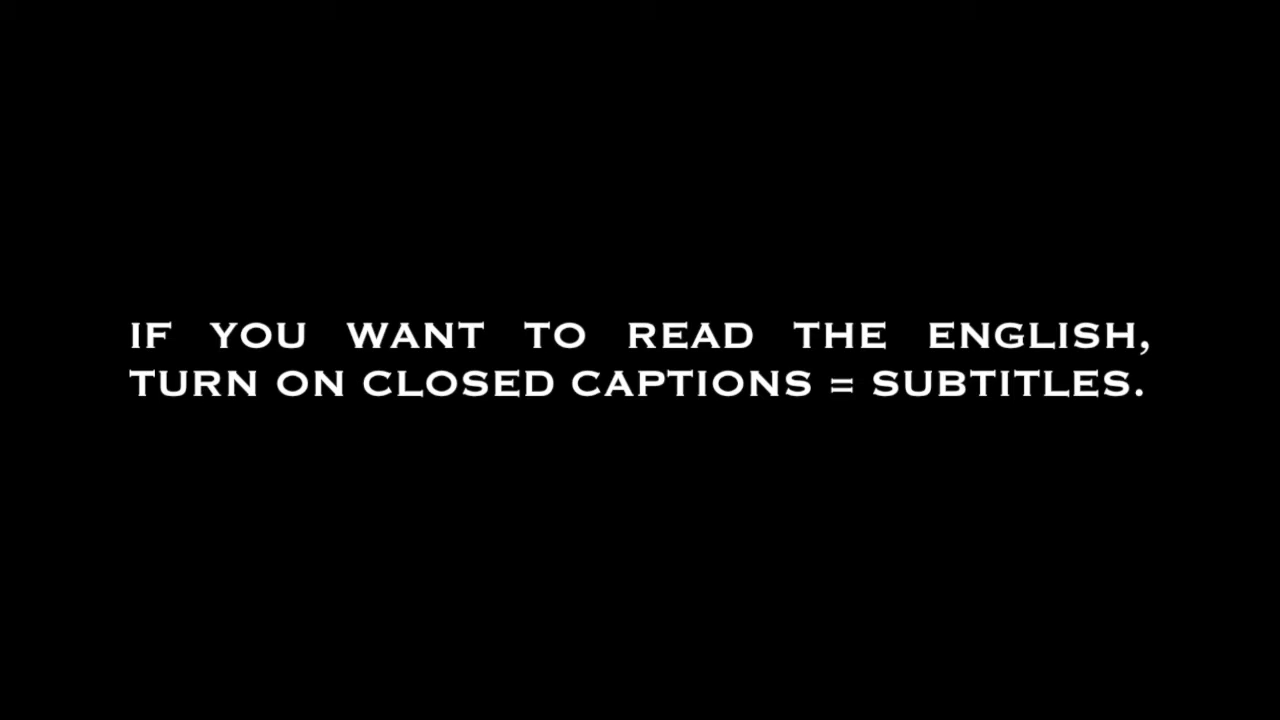 IF YOU WANT TO READ THE ENGLISH,
TURN ON CLOSED CAPTIONS = SUBTITLES.